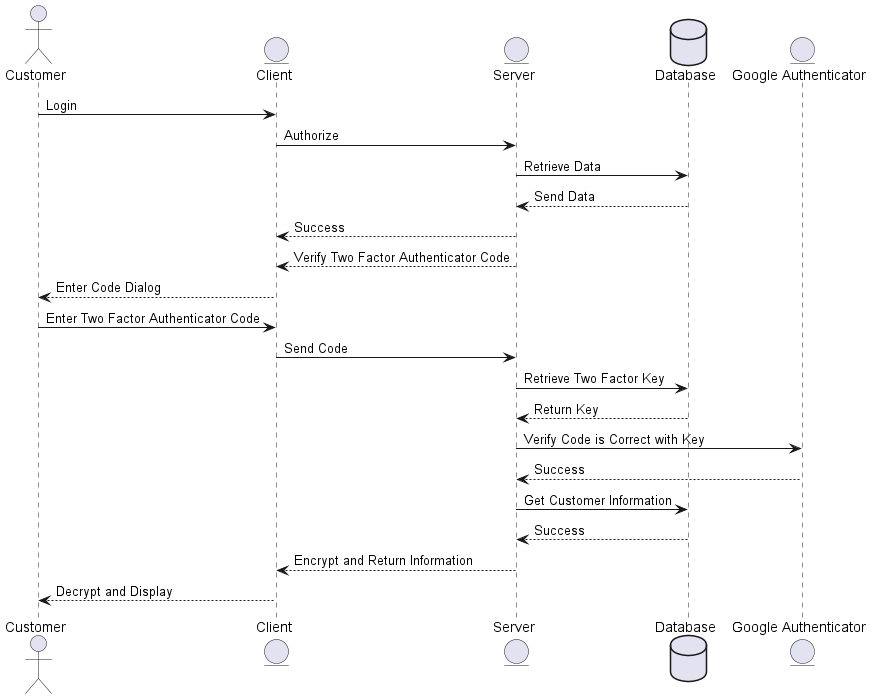 Customer
Client
Server
Database
Google Authenticator
Login
Authorize
Retrieve Data
Send Data
Success
Verify Two Factor Authenticator Code
Enter Code Dialog
Enter Two Factor Authenticator Code
Send Code
Retrieve Two Factor Key
Return Key
Verify Code is Correct with Key
Success
Get Customer Information
Success
Encrypt and Return Information
Decrypt and Display
Customer
Client
Server
Database
Google Authenticator